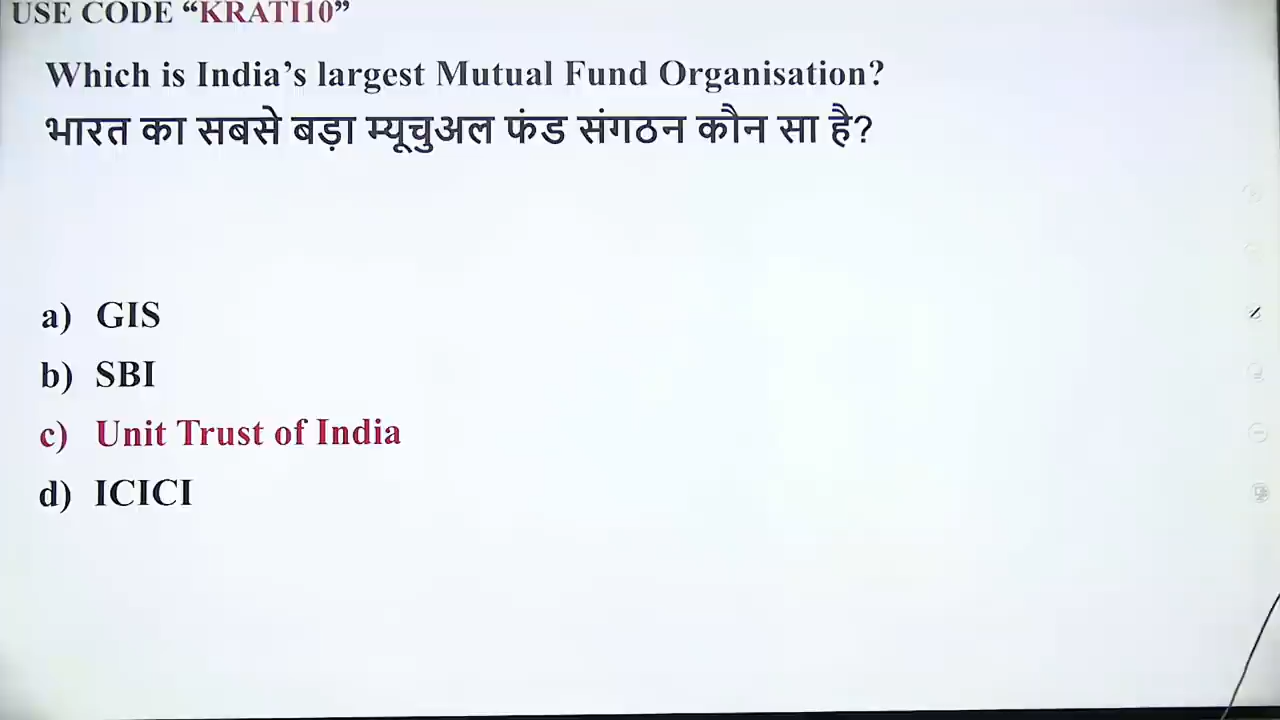 USE CODE “KRATI10”
Which is India’s largest Mutual Fund Organisation?
भारत का सबसे बड़ा म्यूचुअल फंड संगठन कौन सा है?
a) GIS
b) SBI
c) Unit Trust of India
d) ICICI